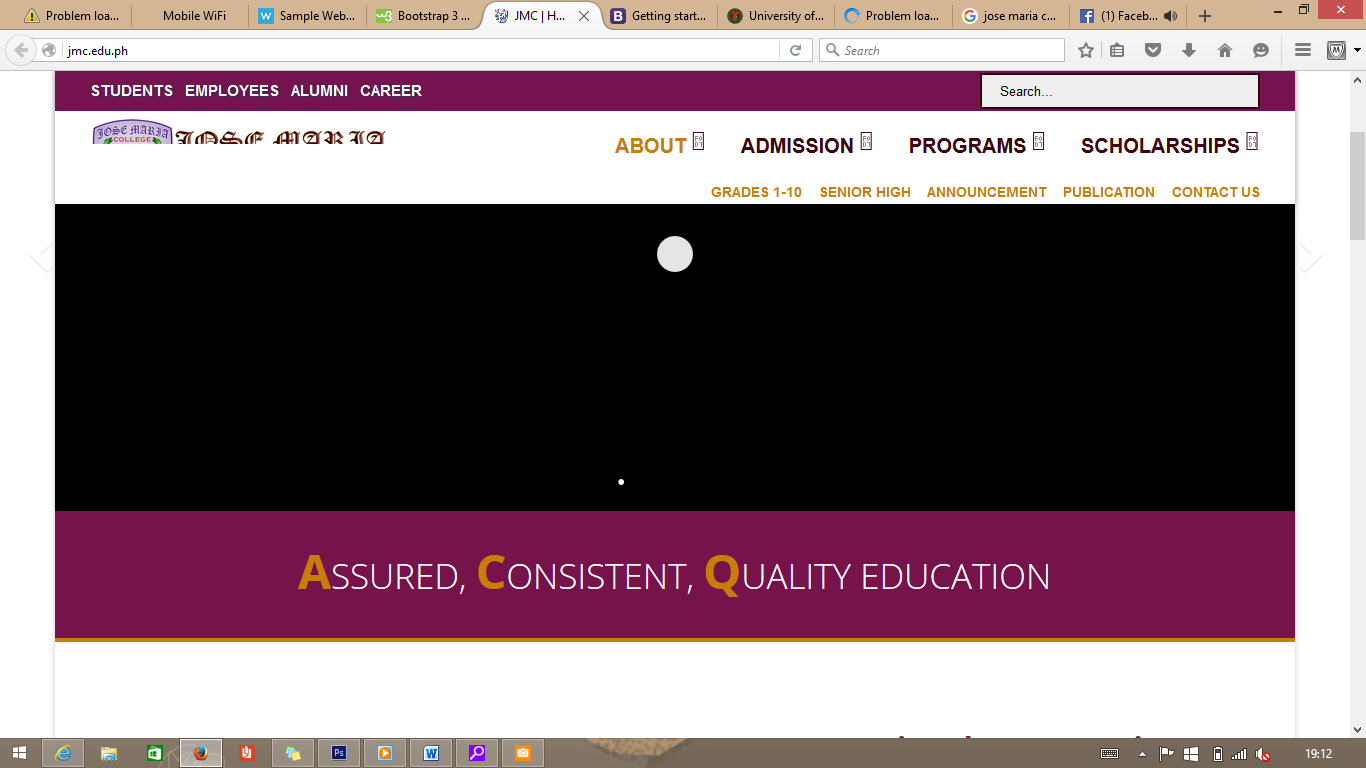 Problem loa...
Mobile WiFi
Sample Web...
Bootstrap 3 ...
JMC | H...
Getting start...
University of...
Problem loa...
jose maria c...
(1) Faceb...
jmc.edu.ph
Search
STUDENTS EMPLOYEES ALUMNI CAREER
Search...
JOSE MARIA
COLLEGE
JOSE MARIA
ABOUT ADMISSION PROGRAMS SCHOLARSHIPS
GRADES 1-10 SENIOR HIGH ANNOUNCEMENT PUBLICATION CONTACT US
ASSURED, CONSISTENT, QUALITY EDUCATION
19:12